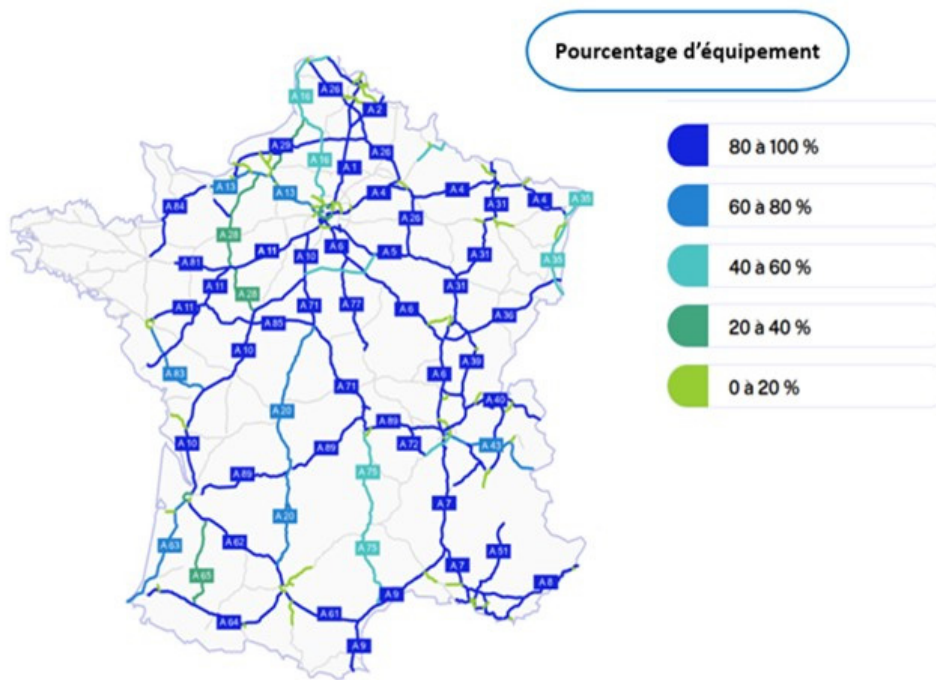 Pourcentage d'équipement
80 à 100 %
60 à 80 %
40 à 60 %
20 à 40 %
0 à 20 %
A 16
A 26
A 2
A 29
A 16
A 1
A 26
A 13
A 13
A 4
A 4
A 4
A 35
A 84
A 31
A 26
A 28
A 11
A 10
A 6
A 5
A 31
A 35
A 81
A 11
A 28
A 31
A 11
A 85
A 71
A 77
A 6
A 36
A 10
A 83
A 6
A 39
A 71
A 20
A 40
A 10
A 89
A 89
A 72
A 43
A 89
A 75
A 7
A 20
A 63
A 62
A 75
A 51
A 7
A 65
A 8
A 9
A 64
A 61
A 9